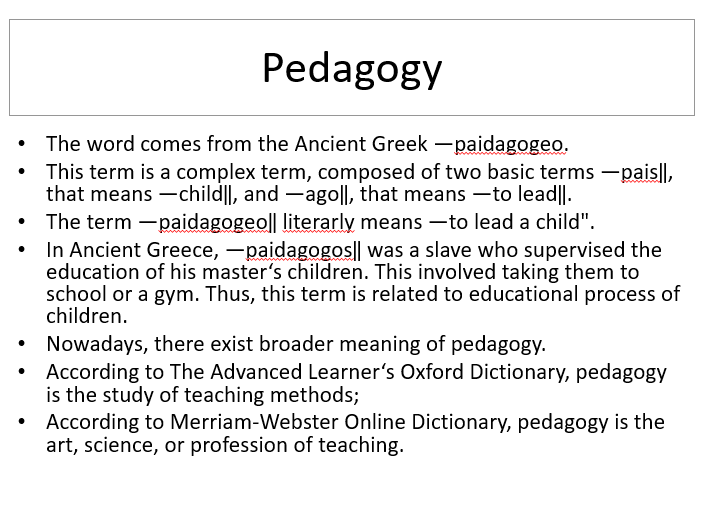 Pedagogy
• The word comes from the Ancient Greek ―paidagogeo.
• This term is a complex term, composed of two basic terms ―pais‖,
that means ―child‖, and ―ago‖, that means ―to lead‖.
• The term ―paidagogeo‖ literarly means ―to lead a child".
• In Ancient Greece, ―paidagogos‖ was a slave who supervised the
education of his master‘s children. This involved taking them to
school or a gym. Thus, this term is related to educational process of
children.
• Nowadays, there exist broader meaning of pedagogy.
• According to The Advanced Learner‘s Oxford Dictionary, pedagogy
is the study of teaching methods;
• According to Merriam-Webster Online Dictionary, pedagogy is the
art, science, or profession of teaching.